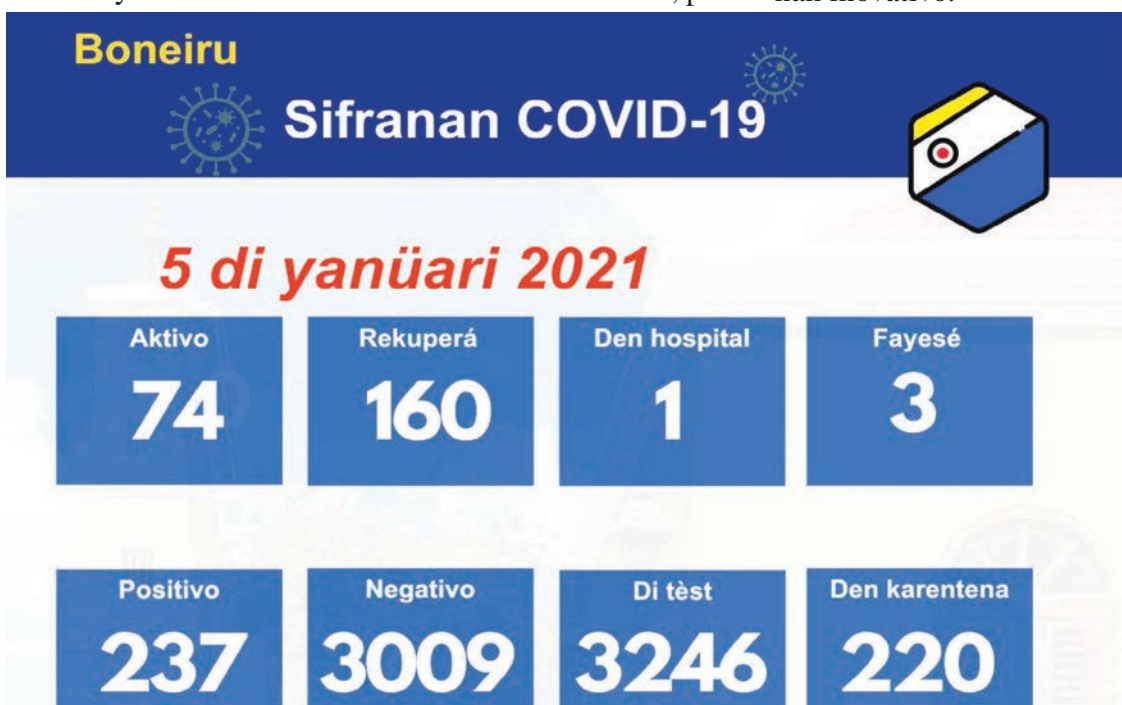 Boneiru
Sifranan COVID-19
5 di yanüari 2021
Aktivo
74
Rekuperá
160
Den hospital
1
Fayesé
3
Positivo
237
Negativo
3009
Di tèst
3246
Den karentena
220